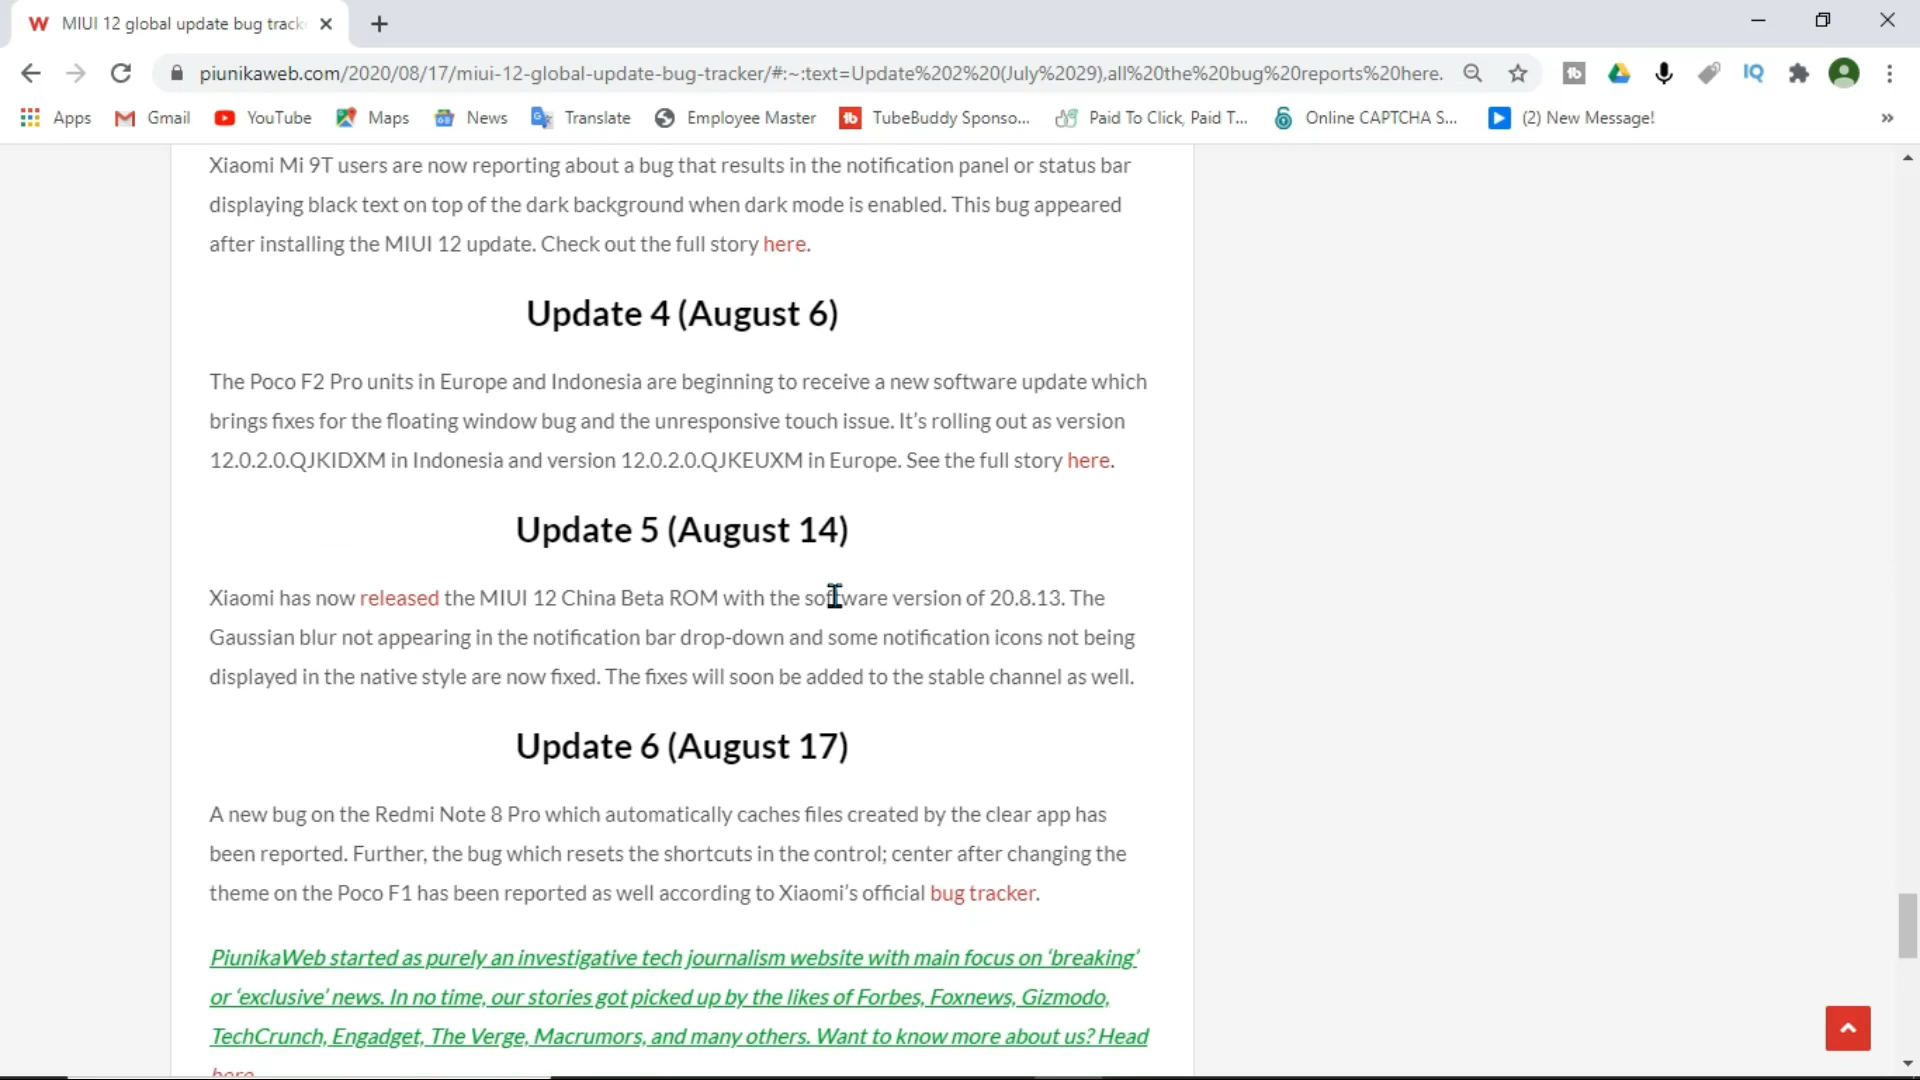 MIUI 12 global update bug track
piunikaweb.com/2020/08/17/miui-12-global-update-bug-tracker/#:~:text=Update%202%20(July%2029),all%20the%20bug%20reports%20here.
Apps Gmail YouTube Maps News Translate Employee Master TubeBuddy Sponso... Paid To Click, Paid T... Online CAPTCHA S... (2) New Message! »
Xiaomi Mi 9T users are now reporting about a bug that results in the notification panel or status bar
displaying black text on top of the dark background when dark mode is enabled. This bug appeared
after installing the MIUI 12 update. Check out the full story here.
Update 4 (August 6)
The Poco F2 Pro units in Europe and Indonesia are beginning to receive a new software update which
brings fixes for the floating window bug and the unresponsive touch issue. It’s rolling out as version
12.0.2.0.QJKIDXM in Indonesia and version 12.0.2.0.QJKEUXM in Europe. See the full story here.
Update 5 (August 14)
Xiaomi has now released the MIUI 12 China Beta ROM with the software version of 20.8.13. The
Gaussian blur not appearing in the notification bar drop-down and some notification icons not being
displayed in the native style are now fixed. The fixes will soon be added to the stable channel as well.
Update 6 (August 17)
A new bug on the Redmi Note 8 Pro which automatically caches files created by the clear app has
been reported. Further, the bug which resets the shortcuts in the control; center after changing the
theme on the Poco F1 has been reported as well according to Xiaomi’s official bug tracker.
PiunikaWeb started as purely an investigative tech journalism website with main focus on ‘breaking’
or ‘exclusive’ news. In no time, our stories got picked up by the likes of Forbes, Foxnews, Gizmodo,
TechCrunch, Engadget, The Verge, Macrumors, and many others. Want to know more about us? Head
here